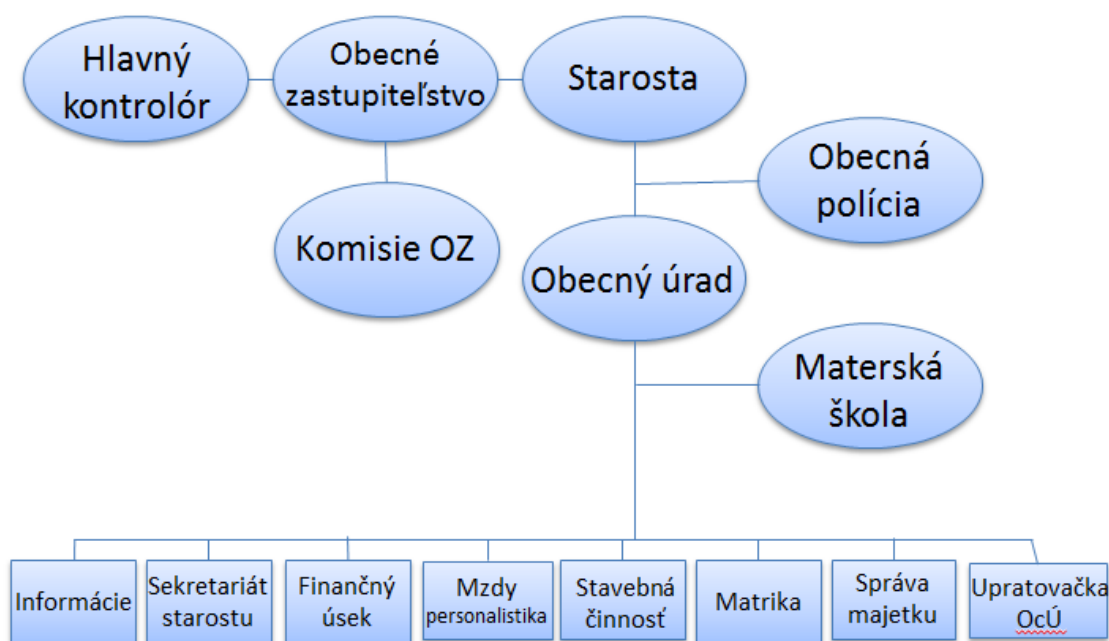 Hlavný
kontrolór
Obecné
zastupiteľstvo
Starosta
Obecná
polícia
Komisie OZ
Obecný úrad
Materská
škola
Informácie
Sekretariát
starostu
Finančný
úsek
Mzdy
personalistika
Stavebná
činnosť
Matrika
Správa
majetku
Upratovačka
OcÚ